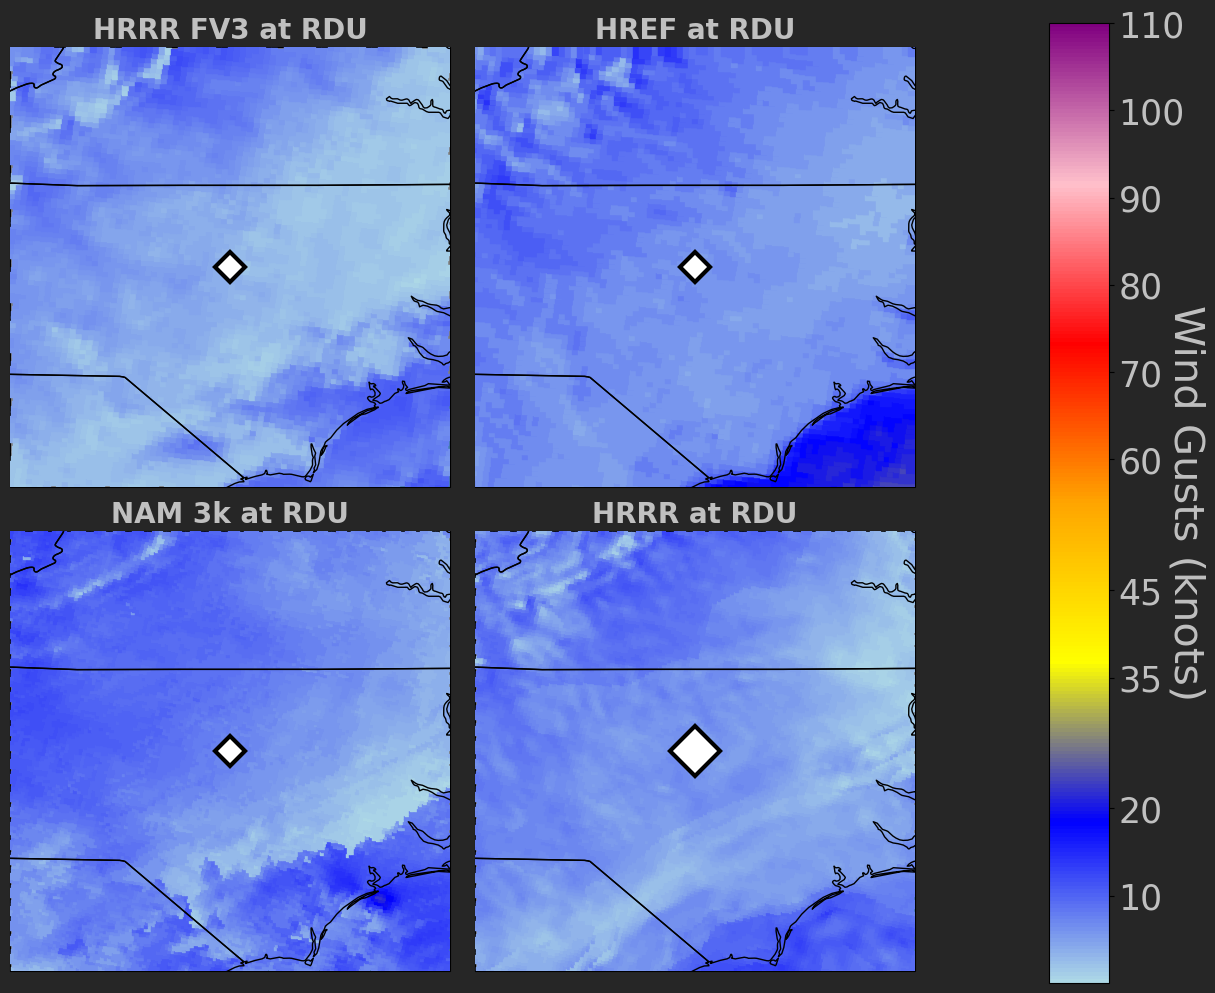 HRRR FV3 at RDU
HREF at RDU
NAM 3k at RDU
HRRR at RDU
110
100
90
80
70
60
45
35
20
10
Wind Gusts (knots)